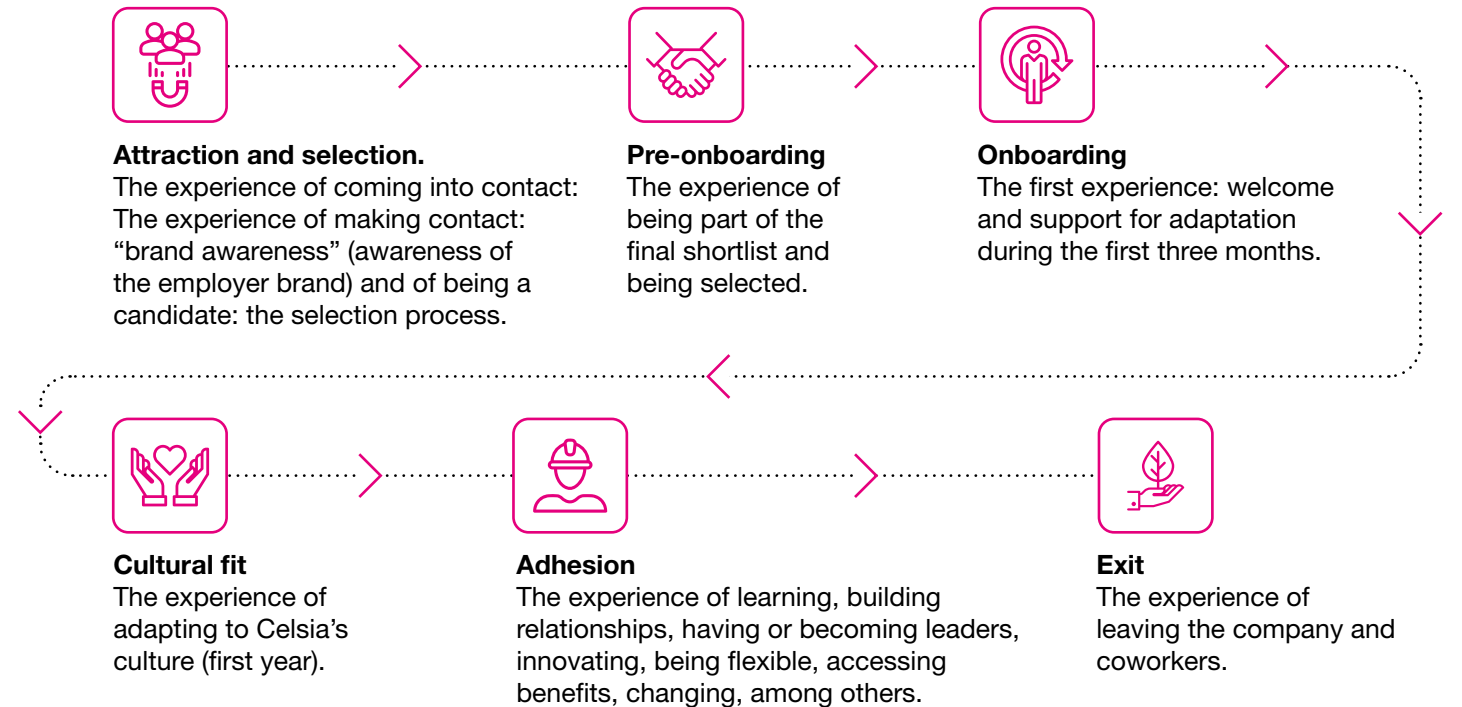 Attraction and selection.
The experience of coming into contact:
The experience of making contact:
“brand awareness” (awareness of
the employer brand) and of being a
candidate: the selection process.
Pre-onboarding
The experience of
being part of the
final shortlist and
being selected.
Onboarding
The first experience: welcome
and support for adaptation
during the first three months.
Cultural fit
The experience of
adapting to Celsia’s
culture (first year).
Adhesion
The experience of learning, building
relationships, having or becoming leaders,
innovating, being flexible, accessing
benefits, changing, among others.
Exit
The experience of
leaving the company and
coworkers.